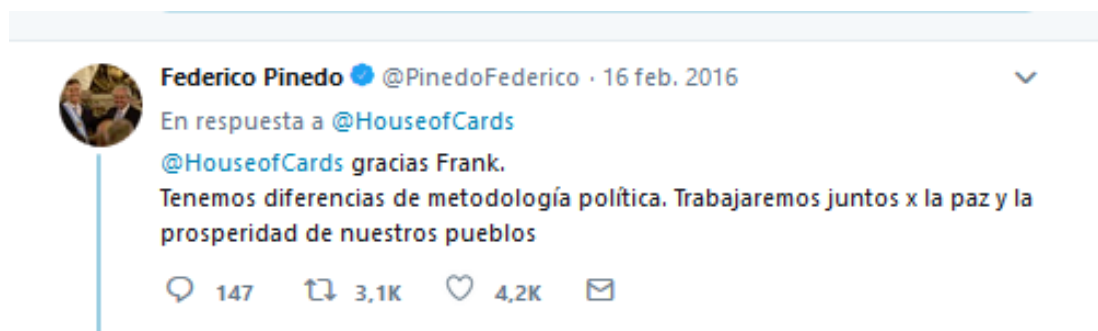 Federico Pinedo @PinedoFederico · 16 feb. 2016
En respuesta a @HouseofCards
@HouseofCards gracias Frank.
Tenemos diferencias de metodología política. Trabajaremos juntos x la paz y la
prosperidad de nuestros pueblos
147 3,1K 4,2K